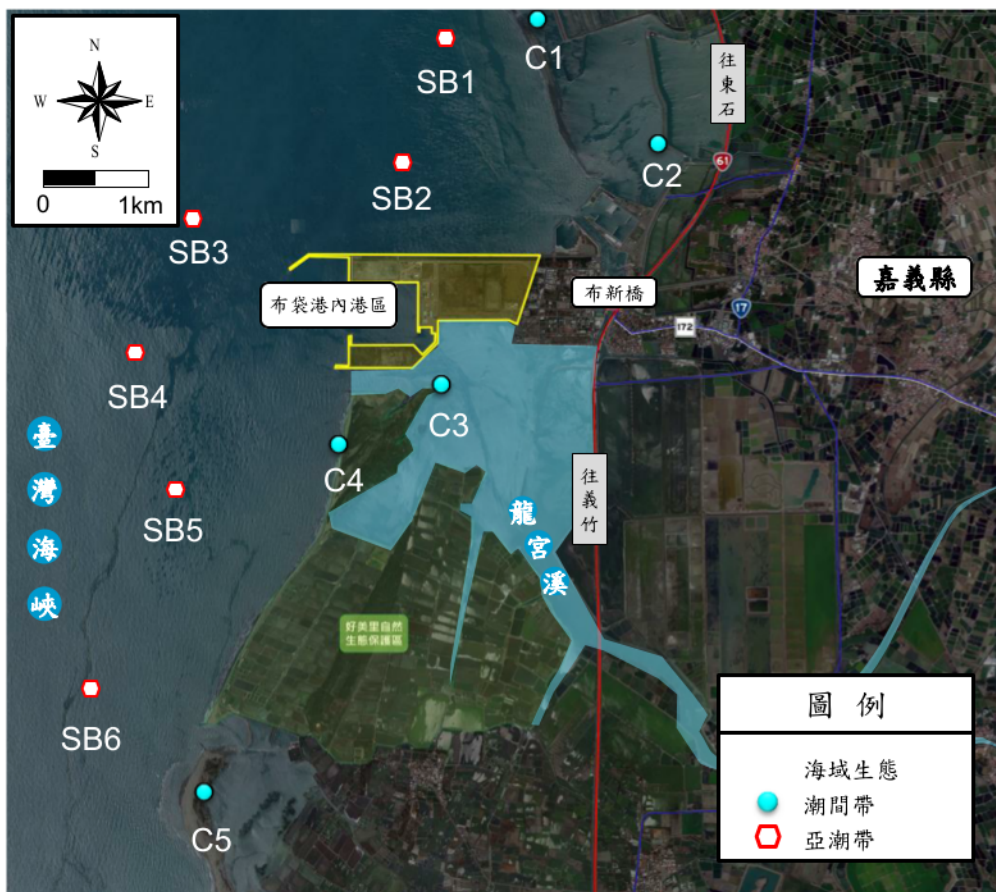 N
W
E
S
0
1km
SB1
C1
往東石
61
C2
SB2
SB3
嘉義縣
布袋港內港區
布新橋
17
172
SB4
C3
C4
臺灣海峽
往義竹
SB5
龍宮溪
好美里自然
生態保護區
SB6
C5
圖例
海域生態
潮間帶
亞潮帶